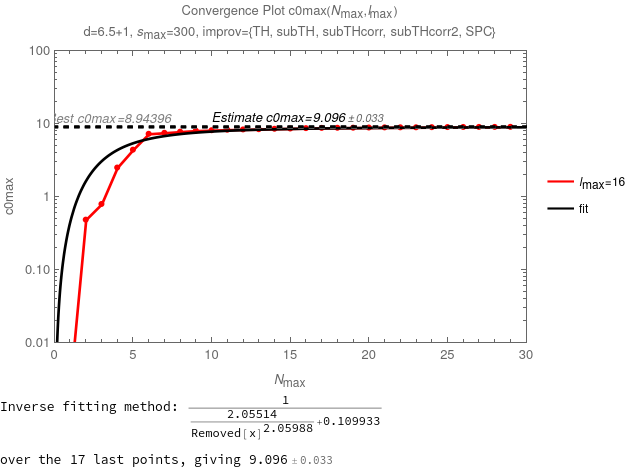 Convergence Plot c0max(Nmax,lmax)
d=6.5+1, smax=300, improv={TH, subTH, subTHcorr, subTHcorr2, SPC}
100
est c0max=8.94396
Estimate c0max=9.096 ±0.033
10
1
0.10
0.01
c0max
0 5 10 15 20 25 30
Nmax
lmax=16
fit
Inverse fitting method: 1
2.05514
Removed[x]^2.05988 +0.109933
over the 17 last points, giving 9.096 ±0.033